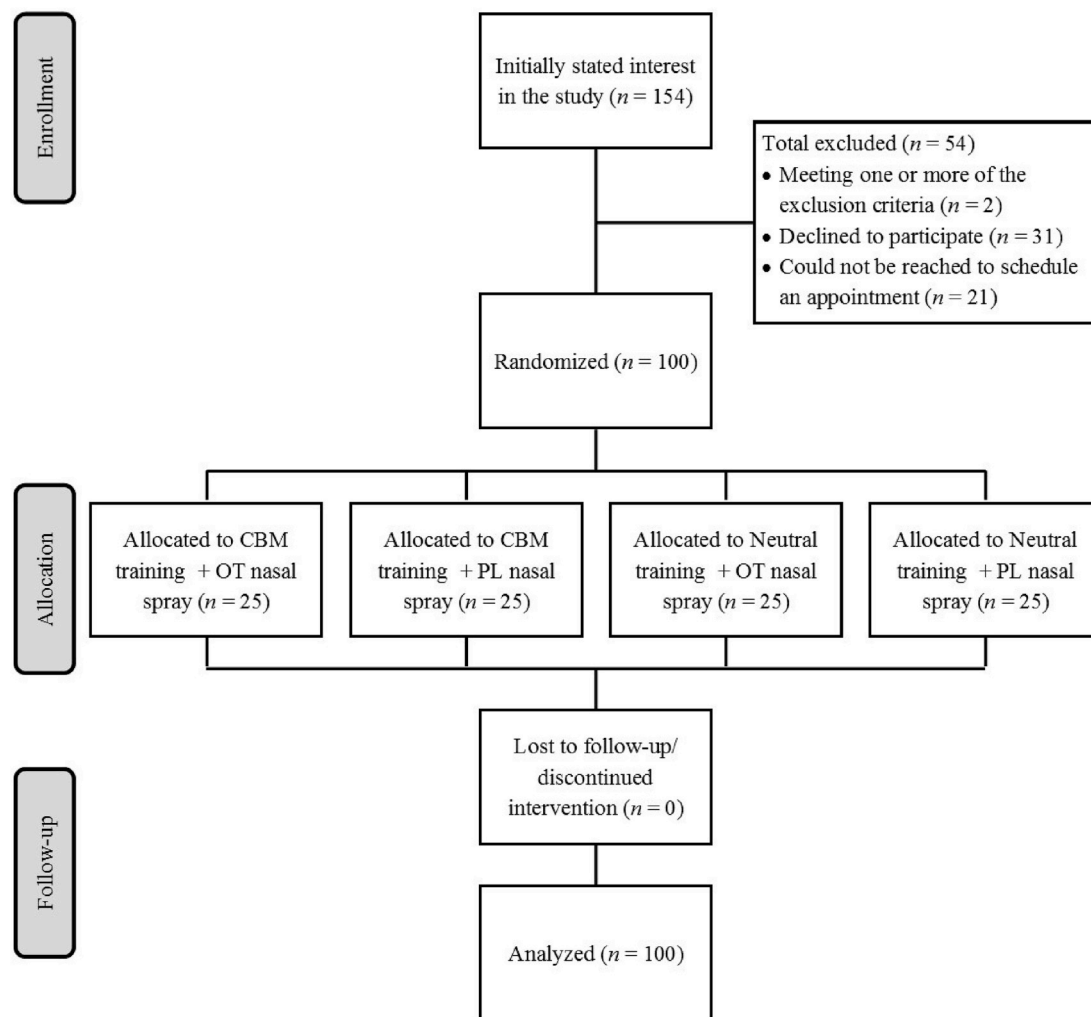 Enrollment
Initially stated interest
in the study (n = 154)
Total excluded (n = 54)
• Meeting one or more of the
exclusion criteria (n = 2)
• Declined to participate (n = 31)
• Could not be reached to schedule
an appointment (n = 21)
Randomized (n = 100)
Allocation
Allocated to CBM
training + OT nasal
spray (n = 25)
Allocated to CBM
training + PL nasal
spray (n = 25)
Allocated to Neutral
training + OT nasal
spray (n = 25)
Allocated to Neutral
training + PL nasal
spray (n = 25)
Follow-up
Lost to follow-up/
discontinued
intervention (n = 0)
Analyzed (n = 100)